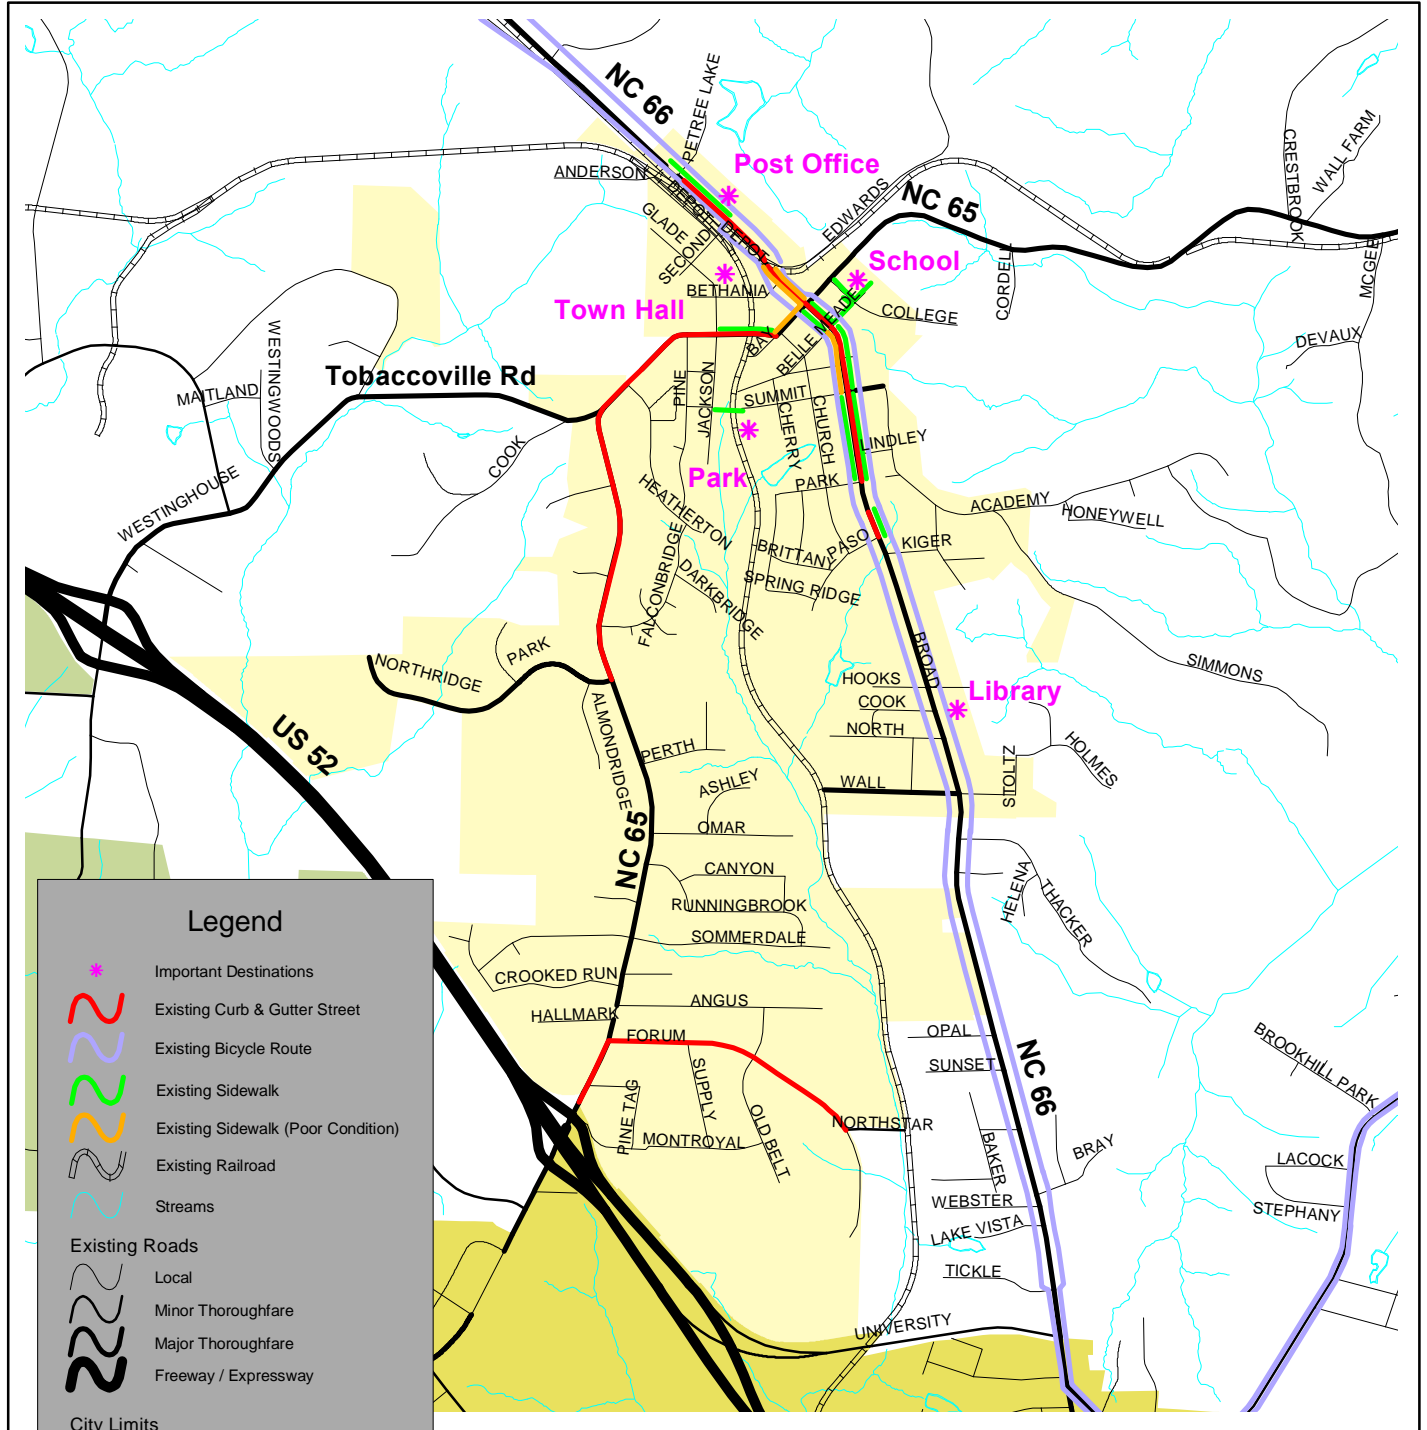 NC 66
PETREE LAKE
Post Office
ANDERSON
DEPOT
DEPOT
GLADE
SECOND
EDWARDS
NC 65
CRESTBROOK
WALL FARM
MCGEE
School
CORDELL
BETHANIA
Town Hall
BAY
BELLE MEADE
COLLEGE
DEVAUX
WESTINGWOODS
MAITLAND
Tobaccoville Rd
PINE
JACKSON
SUMMIT
CHERRY
CHURCH
LINDLEY
COOK
Park
PARK
WESTINGHOUSE
HEATHERTON
ACADEMY
HONEYWELL
FALCONBRIDGE
BRITTANY
PASO
KIGER
DARKBRIDGE
SPRING RIDGE
PARK
NORTHRIDGE
BROAD
SIMMONS
HOOKS
Library
COOK
US 52
ALMONDRIDGE
PERTH
NORTH
STOLTZ
HOLMES
ASHLEY
WALL
OMAR
NC 65
CANYON
HELENA
THACKER
RUNNINGBROOK
SOMMERDALE
CROOKED RUN
ANGUS
HALLMARK
FORUM
OPAL
NC 66
BROOKHILL PARK
SUNSET
PINE TAG
SUPPLY
OLD BELT
NORTHSTAR
MONTROYAL
BAKER
BRAY
LACOCK
WEBSTER
STEPHANY
LAKE VISTA
TICKLE
UNIVERSITY
Legend
Important Destinations
Existing Curb & Gutter Street
Existing Bicycle Route
Existing Sidewalk
Existing Sidewalk (Poor Condition)
Existing Railroad
Streams
Existing Roads
Local
Minor Thoroughfare
Major Thoroughfare
Freeway / Expressway
City Limits